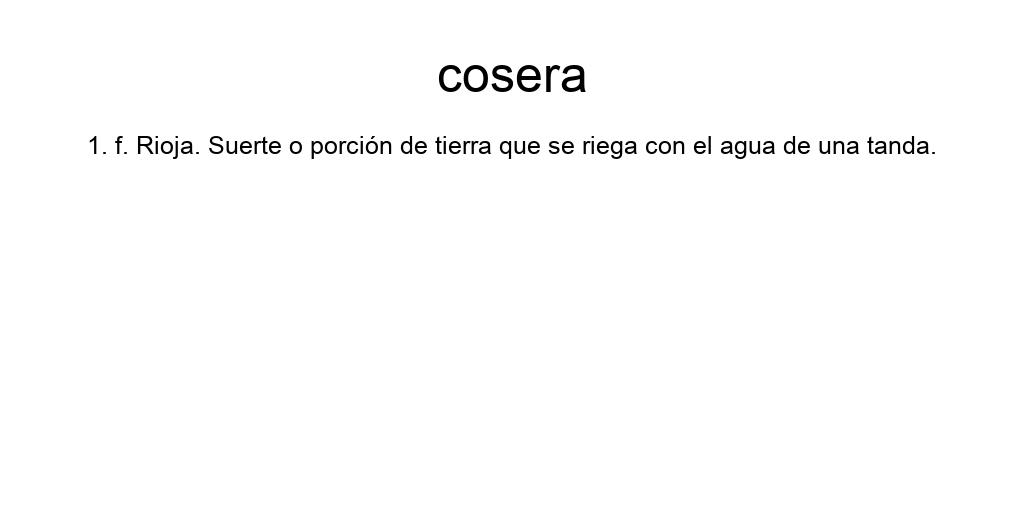 cosera
1. f. Rioja. Suerte o porción de tierra que se riega con el agua de una tanda.